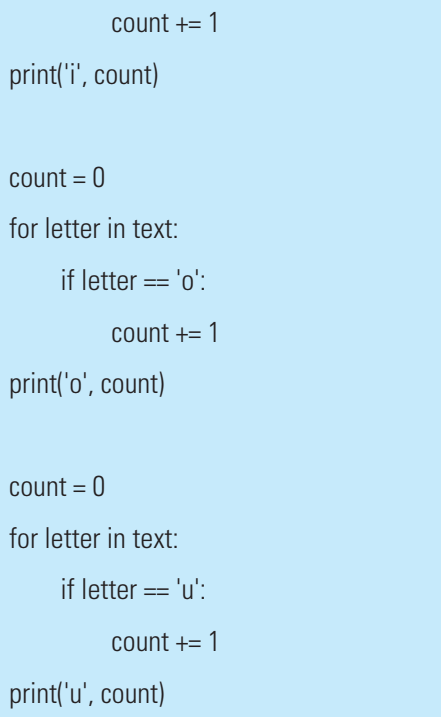 count += 1
print('i', count)
count = 0
for letter in text:
if letter == 'o':
count += 1
print('o', count)
count = 0
for letter in text:
if letter == 'u':
count += 1
print('u', count)